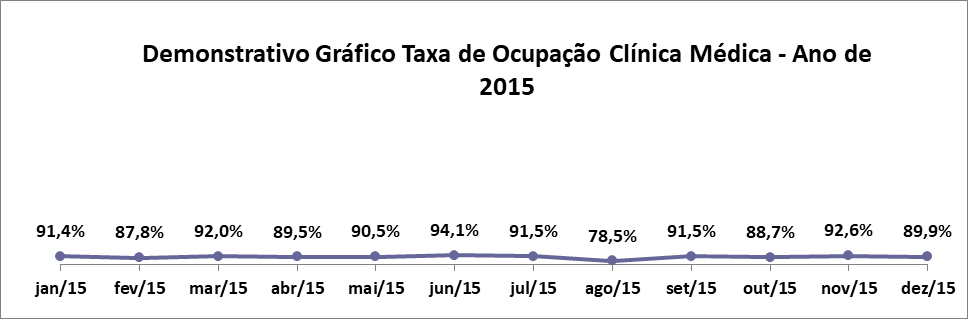 Demonstrativo Gráfico Taxa de Ocupação Clínica Médica - Ano de
2015
91,4% 87,8% 92,0% 89,5% 90,5% 94,1% 91,5% 78,5% 91,5% 88,7% 92,6% 89,9%
jan/15 fev/15 mar/15 abr/15 mai/15 jun/15 jul/15 ago/15 set/15 out/15 nov/15 dez/15